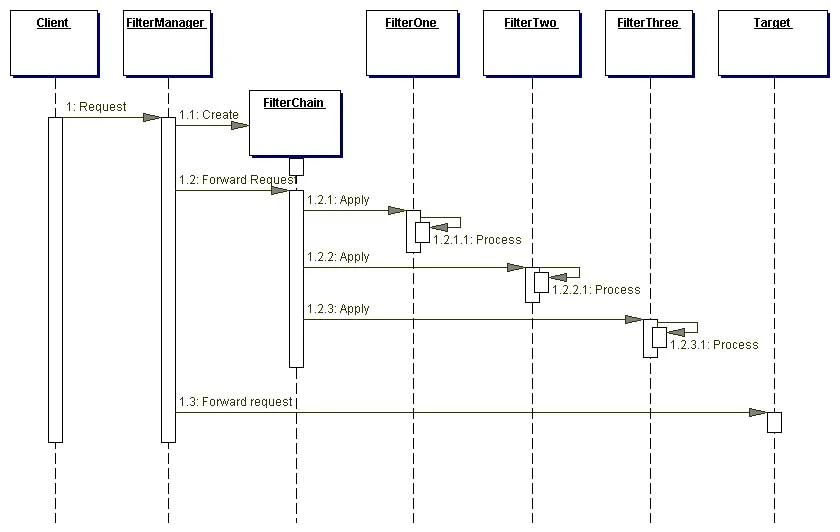 Client
FilterManager
FilterOne
FilterTwo
FilterThree
Target
FilterChain
1: Request
1.1: Create
1.2: Forward Request
1.2.1: Apply
1.2.1.1: Process
1.2.2: Apply
1.2.2.1: Process
1.2.3: Apply
1.2.3.1: Process
1.3: Forward request